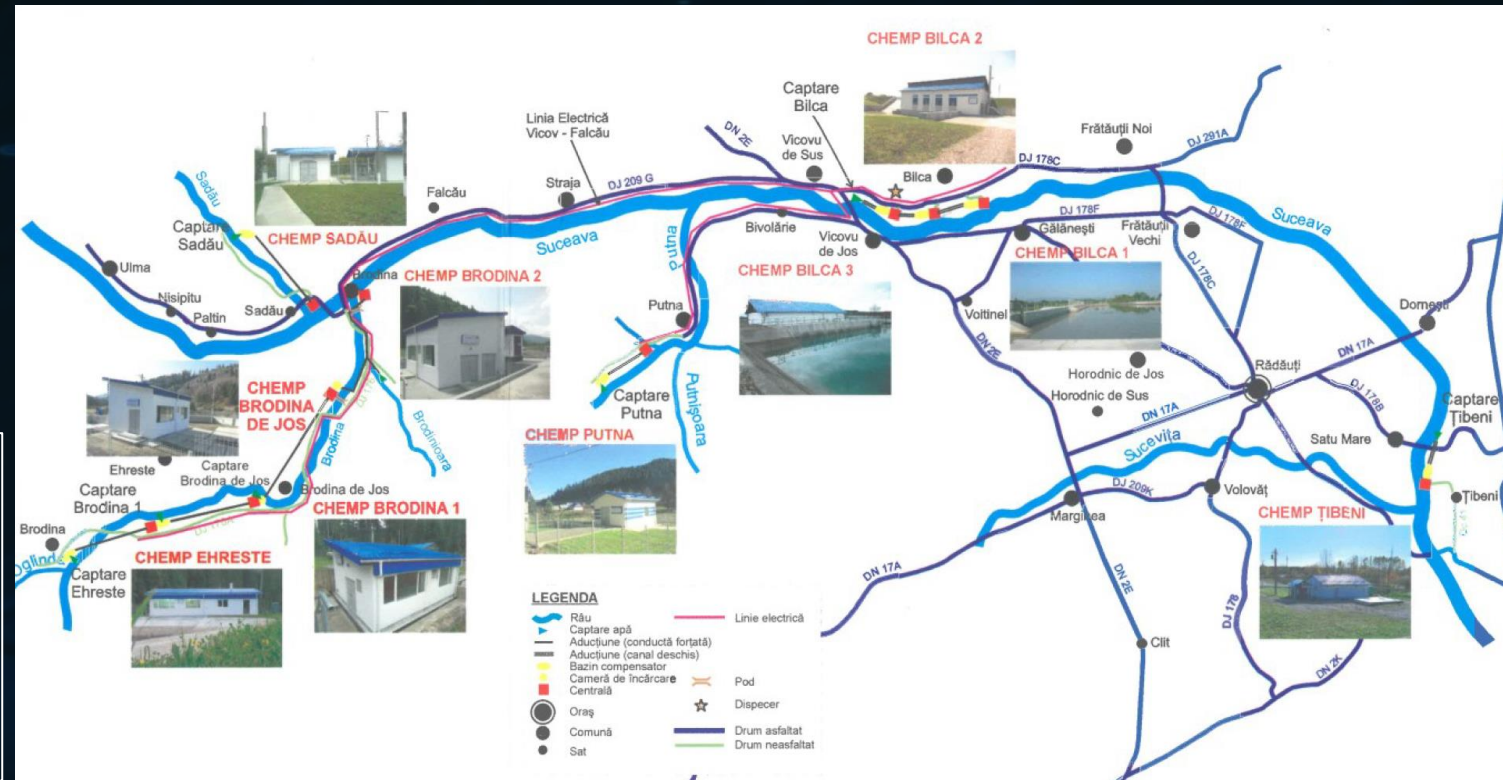 CHEMP BILCA 2
Captare
Bilca
Linia Electrică
Vicov - Falcău
DN 2E
Vicovu
de Sus
Frătăuții Noi
DJ 291A
DJ 178C
Bilca
Straja
DJ 209 G
Falcău
Sadău
Captare
Sadău
CHEMP SADĂU
Suceava
Putna
Bivolărie
Vicovu
de Jos
Gălănești
DJ 178F
Frătăuții
Vechi
DJ 178F
Suceava
Ulma
Nisipitu
Paltin
Sadău
Brodina
CHEMP BRODINA 2
CHEMP BILCA 3
CHEMP BILCA 1
DJ 178C
Putna
Voitinel
Dornești
DN 17A
CHEMP
BRODINA
DE JOS
Brodina
Brodinioara
Captare
Putna
Putnișoara
DN 2E
Horodnic de Jos
Horodnic de Sus
Rădăuți
DJ 178B
Captare
Țibeni
DN 17A
Satu Mare
Sucevița
CHEMP PUTNA
Ehreste
Captare
Brodina de Jos
Brodina de Jos
Captare
Brodina 1
CHEMP BRODINA 1
Marginea
DJ 209K
Volovăț
Țibeni
CHEMP ȚIBENI
Brodina
Captare
Ehreste
CHEMP EHRESTE
DN 17A
DN 2E
DJ 178
DN 2K
Clit
LEGENDA
Râu
Linie electrică
Captare apă
Aducțiune (conductă forțată)
Aducțiune (canal deschis)
Bazin compensator
Cameră de încărcare
Pod
Centrală
Dispecer
Oraș
Comună
Drum asfaltat
Sat
Drum neasfaltat